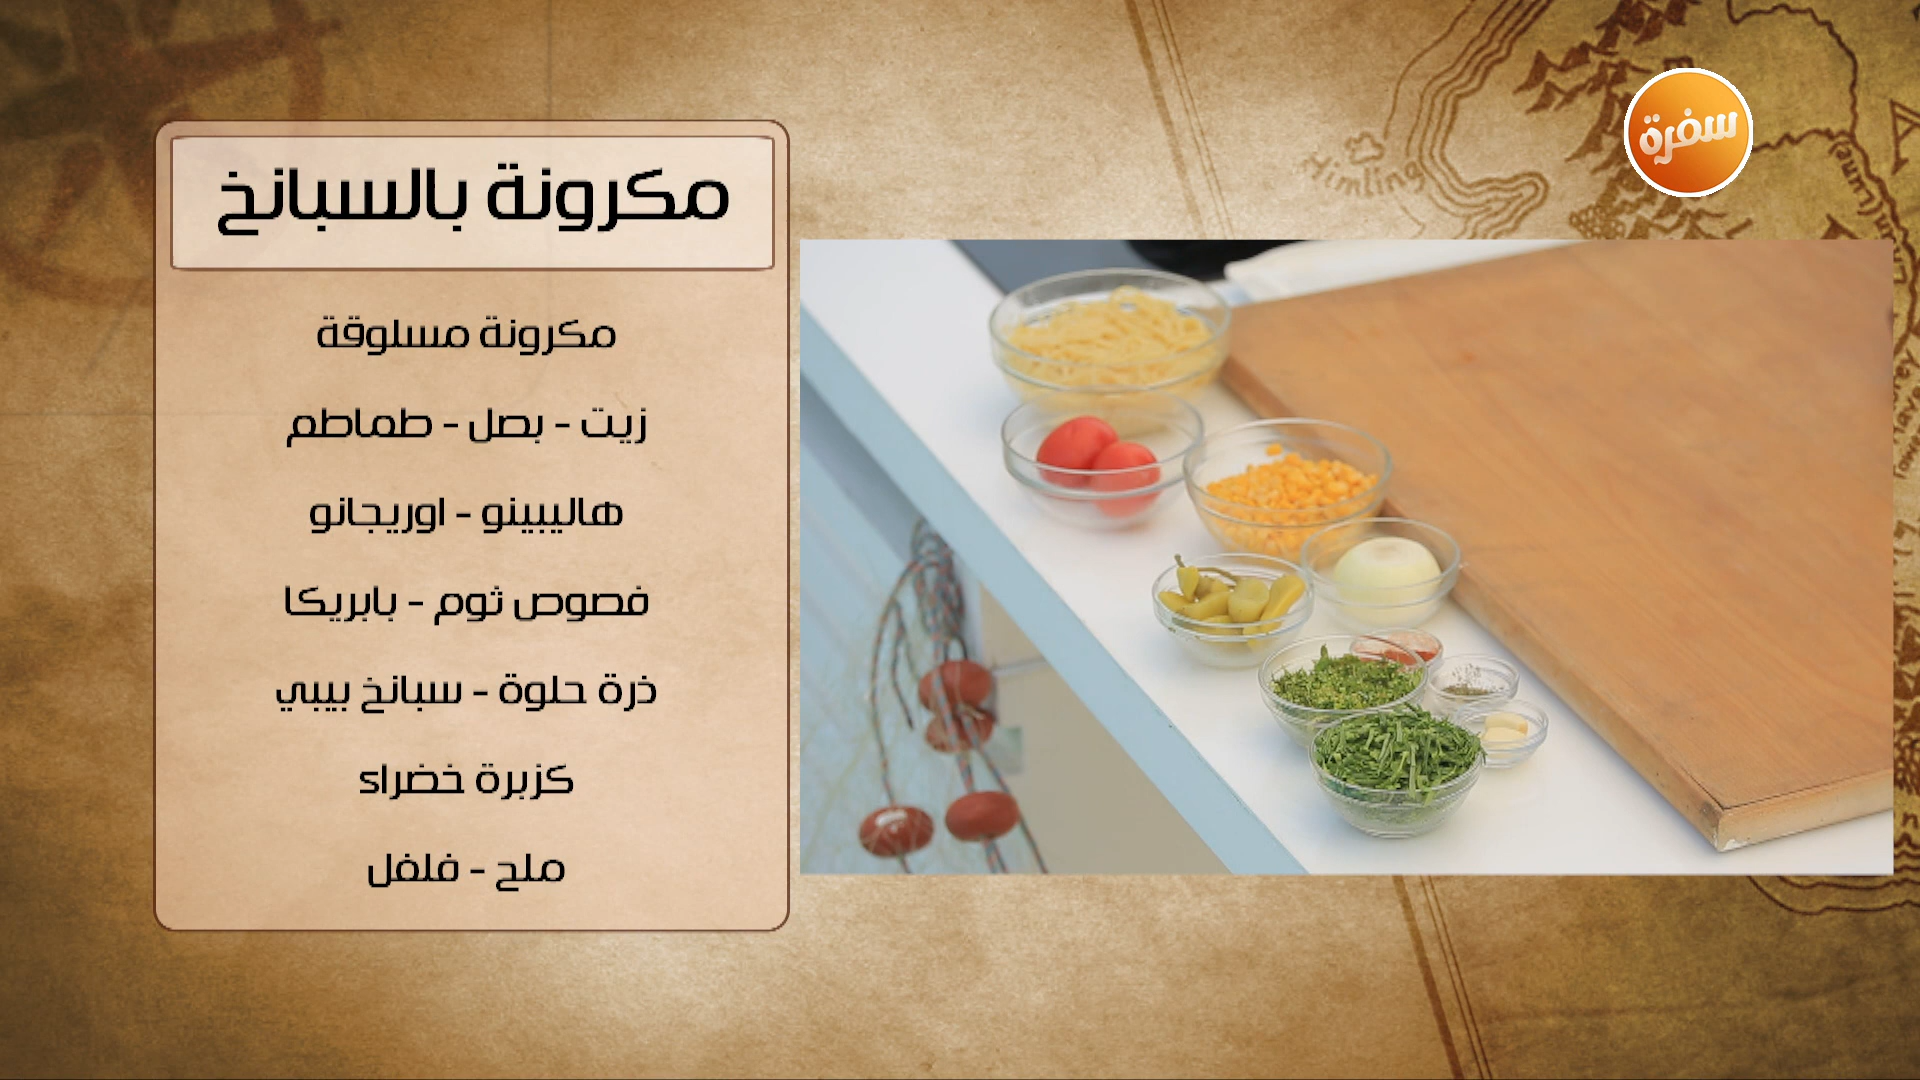 سفرة
مكرونة بالسبانخ
مكرونة مسلوقة
زيت - بصل - طماطم
هاليبينو - اوريجانو
فصوص ثوم - بابريكا
ذرة حلوة - سبانخ بيبي
كزبرة خضراء
ملح - فلفل
Himling